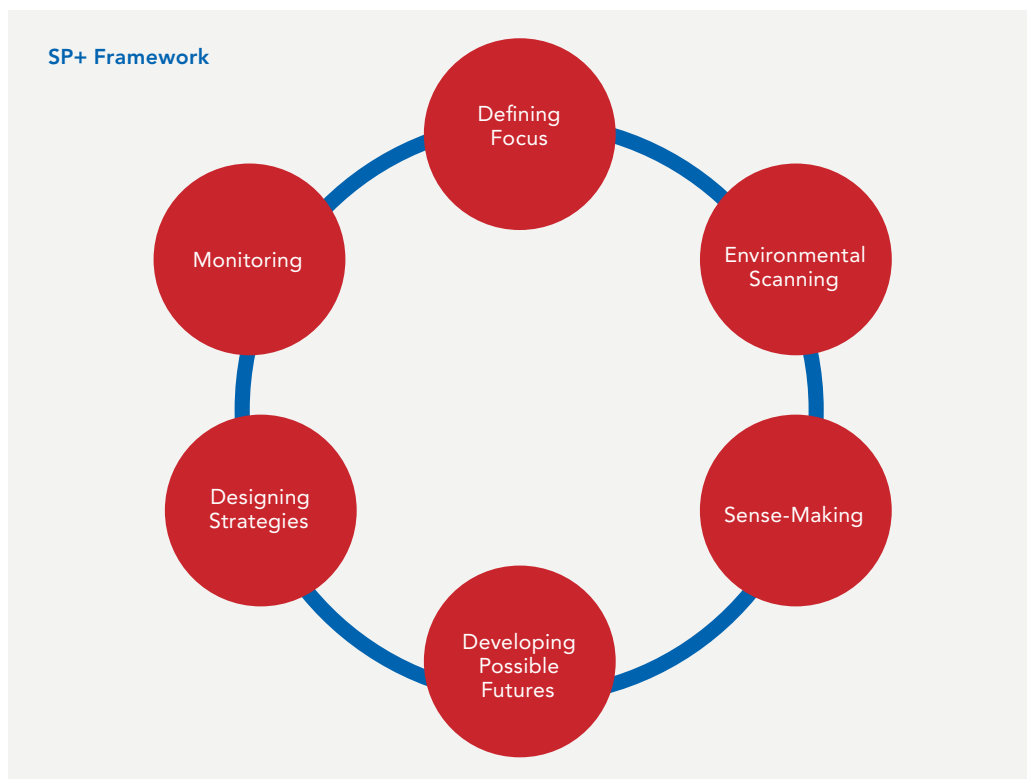 SP+ Framework
Defining
Focus
Environmental
Scanning
Sense-Making
Developing
Possible
Futures
Designing
Strategies
Monitoring